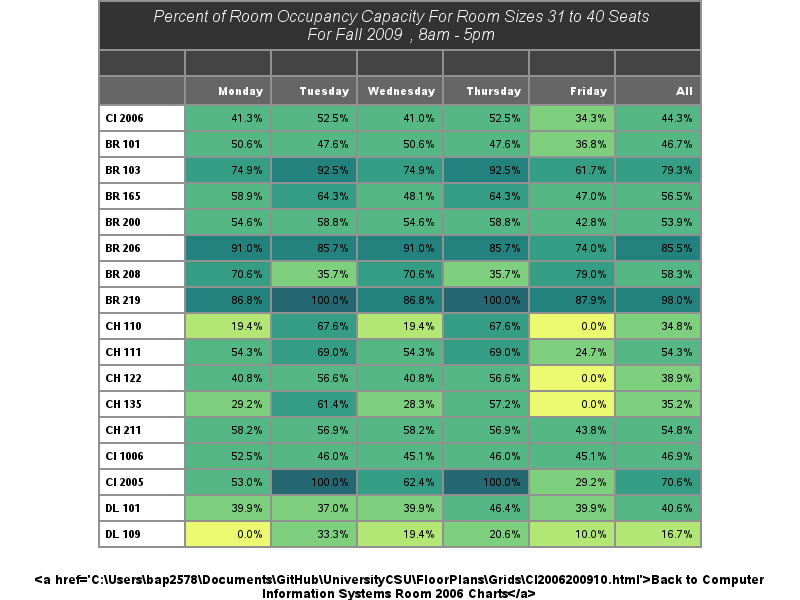 Percent of Room Occupancy Capacity For Room Sizes 31 to 40 Seats
For Fall 2009 , 8am - 5pm
Monday Tuesday Wednesday Thursday Friday All
CI 2006 41.3% 52.5% 41.0% 52.5% 34.3% 44.3%
BR 101 50.6% 47.6% 50.6% 47.6% 36.8% 46.7%
BR 103 74.9% 92.5% 74.9% 92.5% 61.7% 79.3%
BR 165 58.9% 64.3% 48.1% 64.3% 47.0% 56.5%
BR 200 54.6% 58.8% 54.6% 58.8% 42.8% 53.9%
BR 206 91.0% 85.7% 91.0% 85.7% 74.0% 85.5%
BR 208 70.6% 35.7% 70.6% 35.7% 79.0% 58.3%
BR 219 86.8% 100.0% 86.8% 100.0% 87.9% 98.0%
CH 110 19.4% 67.6% 19.4% 67.6% 0.0% 34.8%
CH 111 54.3% 69.0% 54.3% 69.0% 24.7% 54.3%
CH 122 40.8% 56.6% 40.8% 56.6% 0.0% 38.9%
CH 135 29.2% 61.4% 28.3% 57.2% 0.0% 35.2%
CH 211 58.2% 56.9% 58.2% 56.9% 43.8% 54.8%
CI 1006 52.5% 46.0% 45.1% 46.0% 45.1% 46.9%
CI 2005 53.0% 100.0% 62.4% 100.0% 29.2% 70.6%
DL 101 39.9% 37.0% 39.9% 46.4% 39.9% 40.6%
DL 109 0.0% 33.3% 19.4% 20.6% 10.0% 16.7%
<a href='C:\Users\bap2578\Documents\GitHub\UniversityCSU\FloorPlans\Grids\CI2006200910.html'>Back to Computer
Information Systems Room 2006 Charts</a>